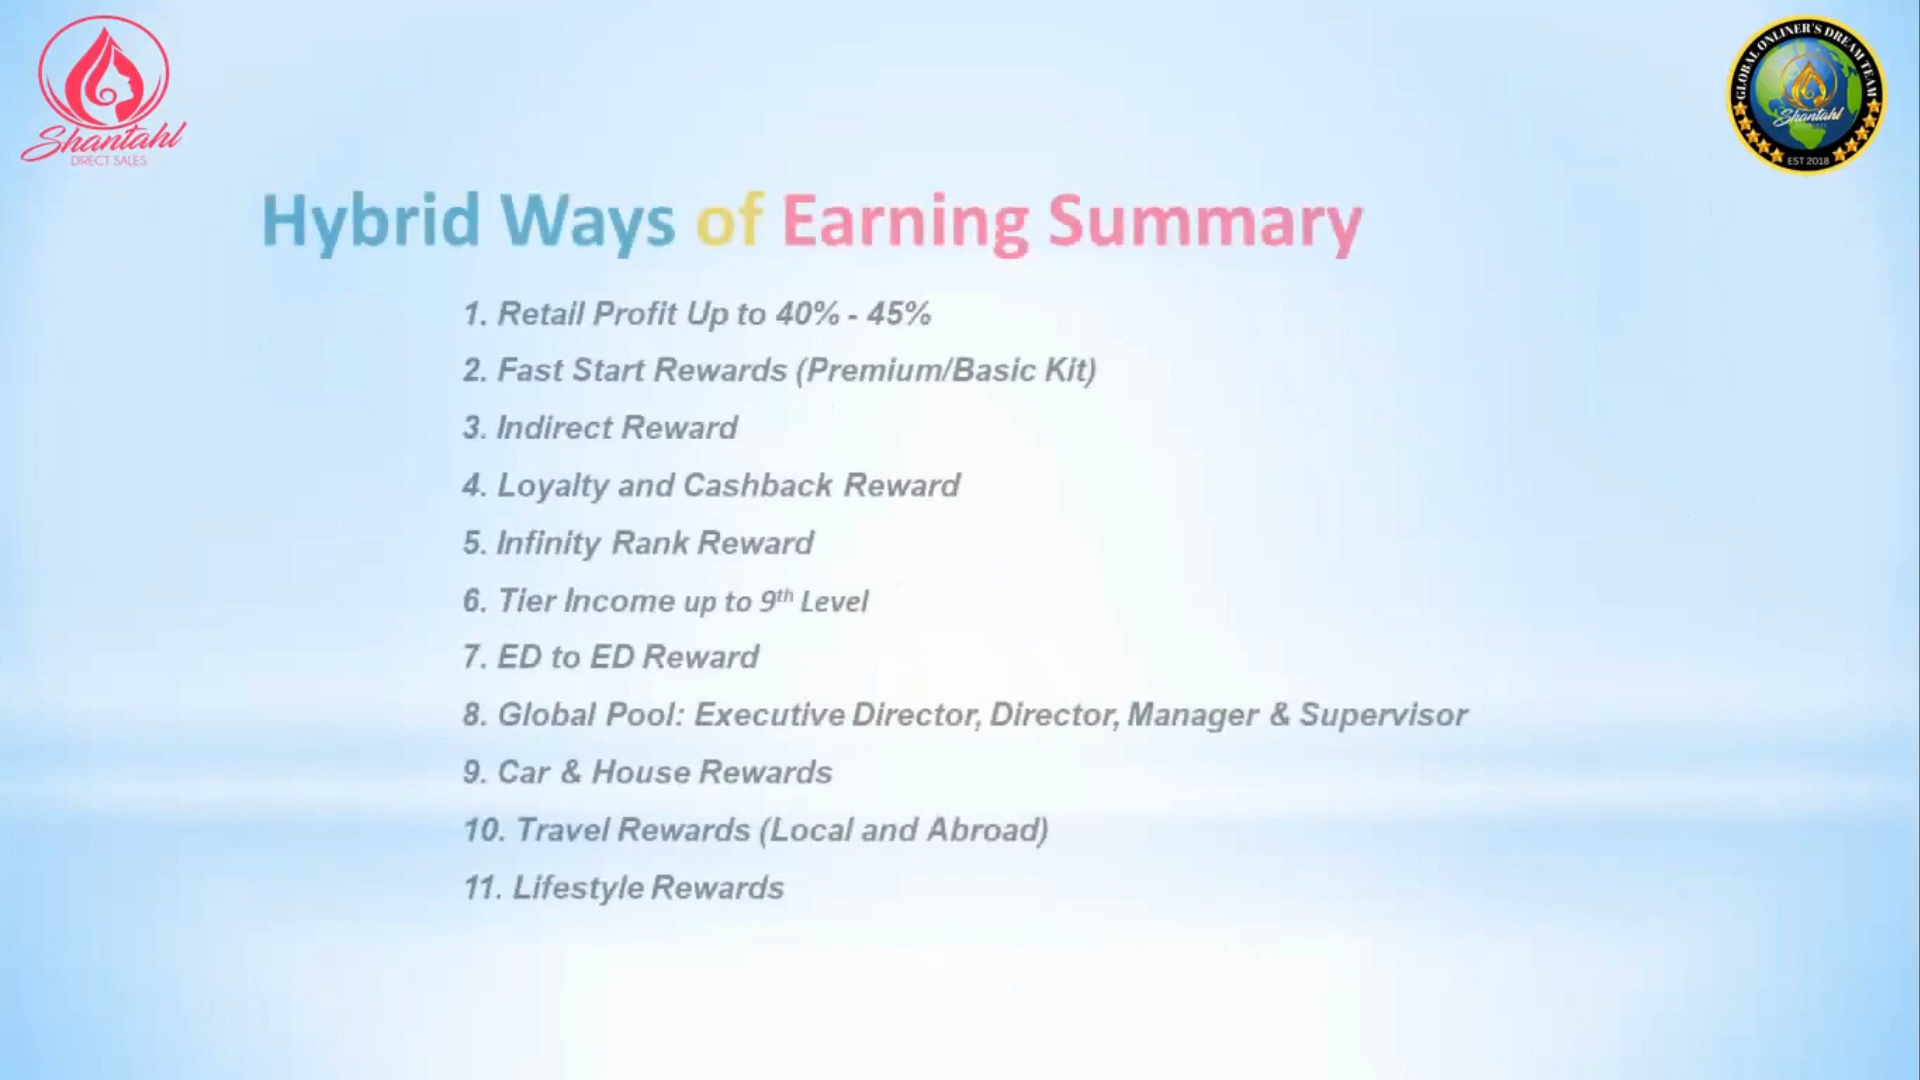 Shantahl
DIRECT SALES
GLOBAL ONLINER'S DREAM TEAM
Shantahl
EST 2018
Hybrid Ways of Earning Summary
1. Retail Profit Up to 40% - 45%
2. Fast Start Rewards (Premium/Basic Kit)
3. Indirect Reward
4. Loyalty and Cashback Reward
5. Infinity Rank Reward
6. Tier Income up to 9th Level
7. ED to ED Reward
8. Global Pool: Executive Director, Director, Manager & Supervisor
9. Car & House Rewards
10. Travel Rewards (Local and Abroad)
11. Lifestyle Rewards